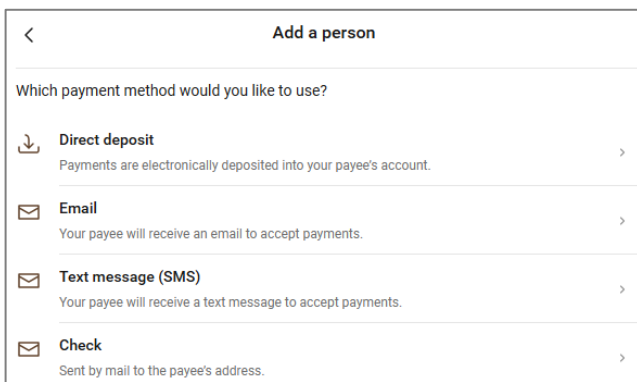 Add a person
Which payment method would you like to use?
Direct deposit
Payments are electronically deposited into your payee's account.
Email
Your payee will receive an email to accept payments.
Text message (SMS)
Your payee will receive a text message to accept payments.
Check
Sent by mail to the payee's address.